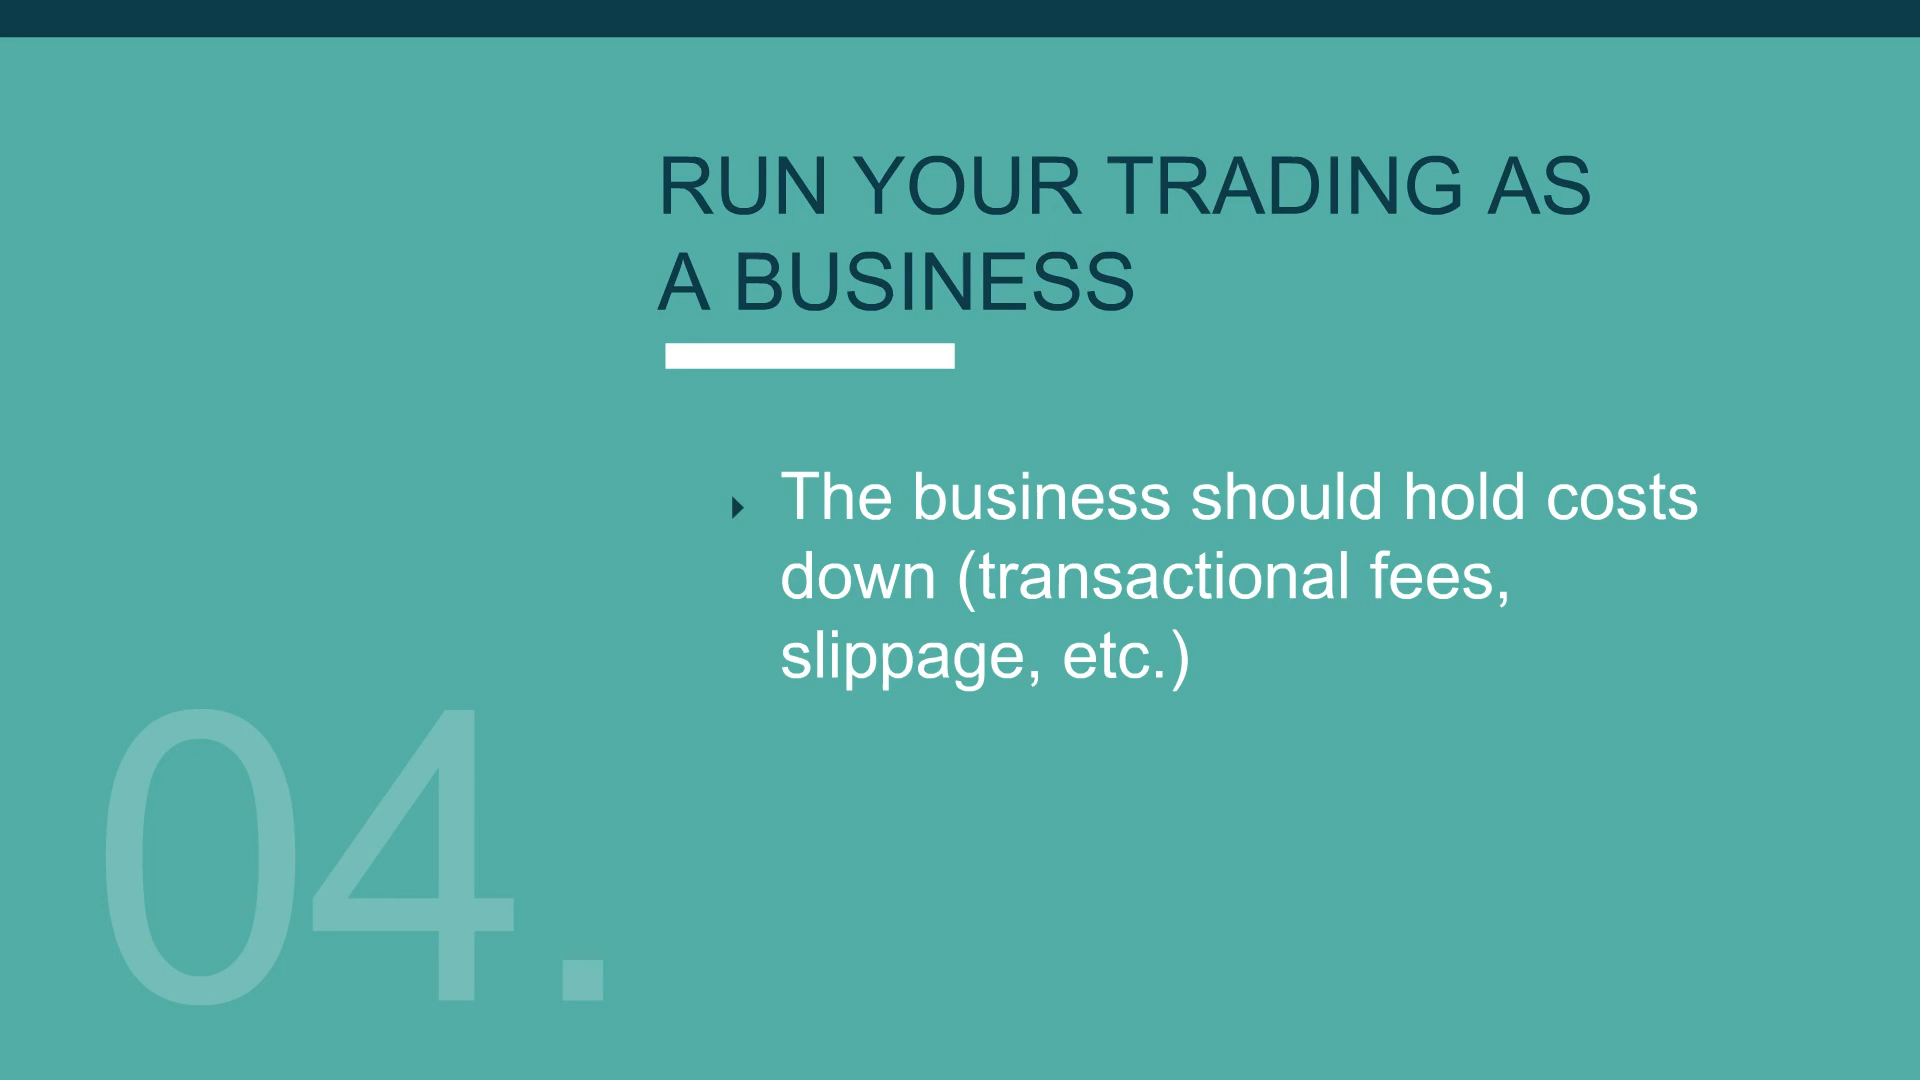 RUN YOUR TRADING AS
A BUSINESS
The business should hold costs
down (transactional fees,
slippage, etc.)
04.